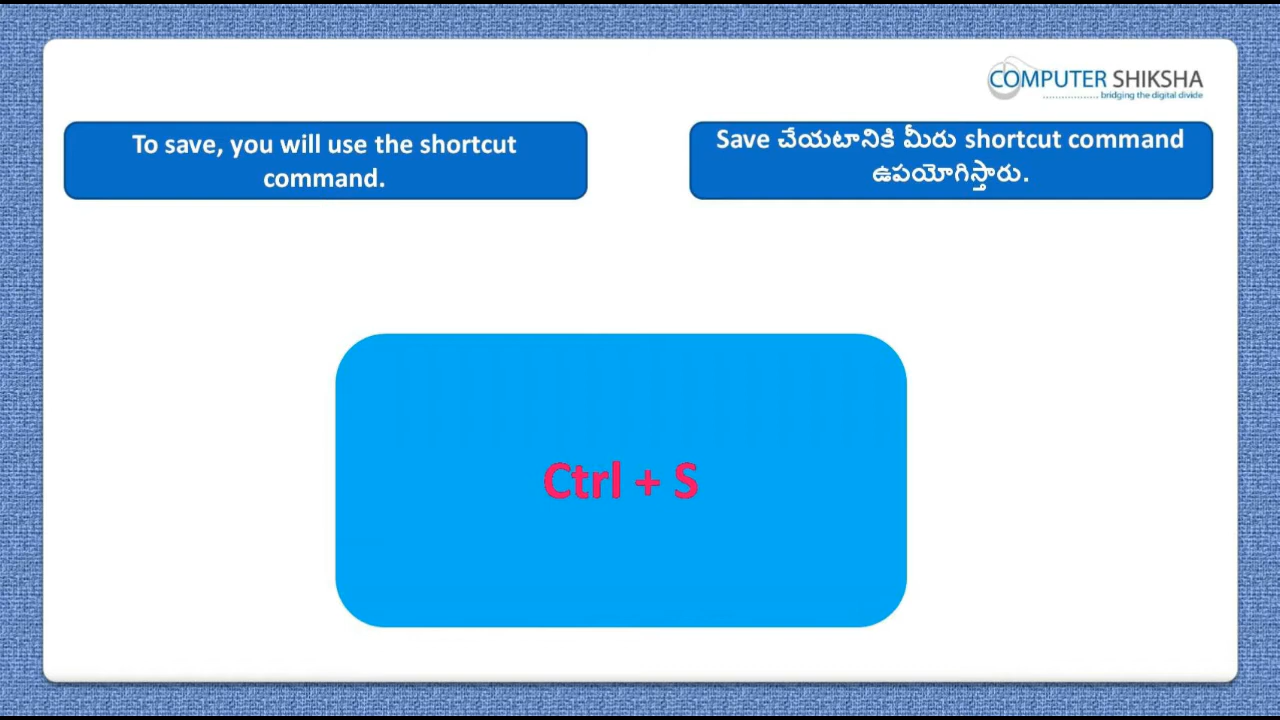 COMPUTER SHIKSHA
bridging the digital divide
To save, you will use the shortcut
command.
Save చేయటానికి మీరు shortcut command
ఉపయోగిస్తారు.
Ctrl + S